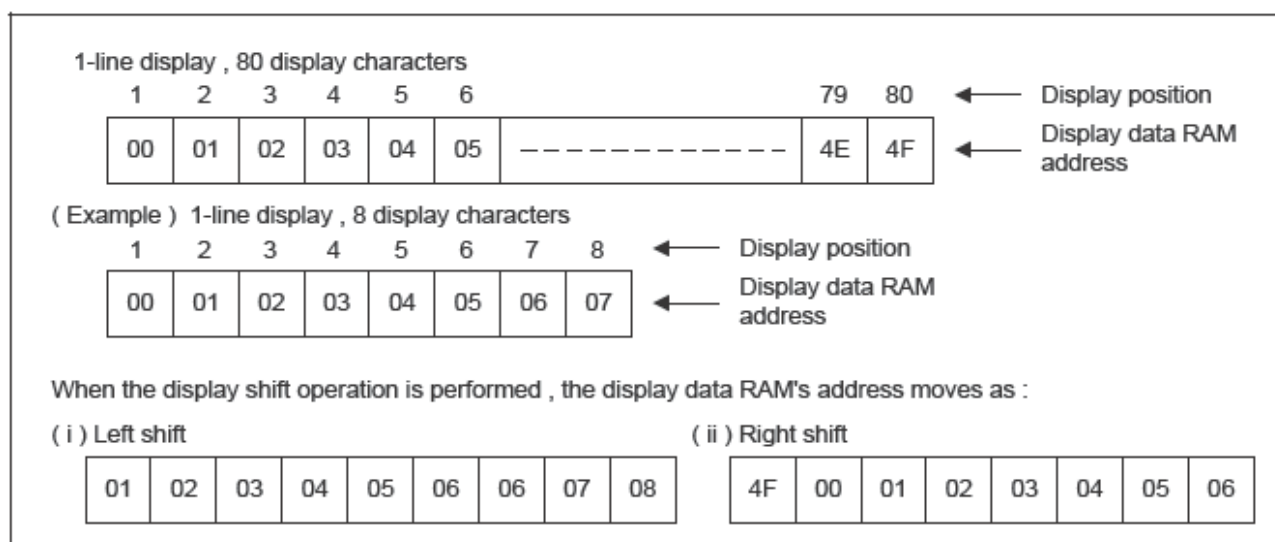 1-line display , 80 display characters
1 2 3 4 5 6 79 80 Display position
00 01 02 03 04 05 4E 4F Display data RAM
address
( Example ) 1-line display , 8 display characters
1 2 3 4 5 6 7 8 Display position
00 01 02 03 04 05 06 07 Display data RAM
address
When the display shift operation is performed , the display data RAM's address moves as :
( i ) Left shift ( ii ) Right shift
01 02 03 04 05 06 06 07 08 4F 00 01 02 03 04 05 06